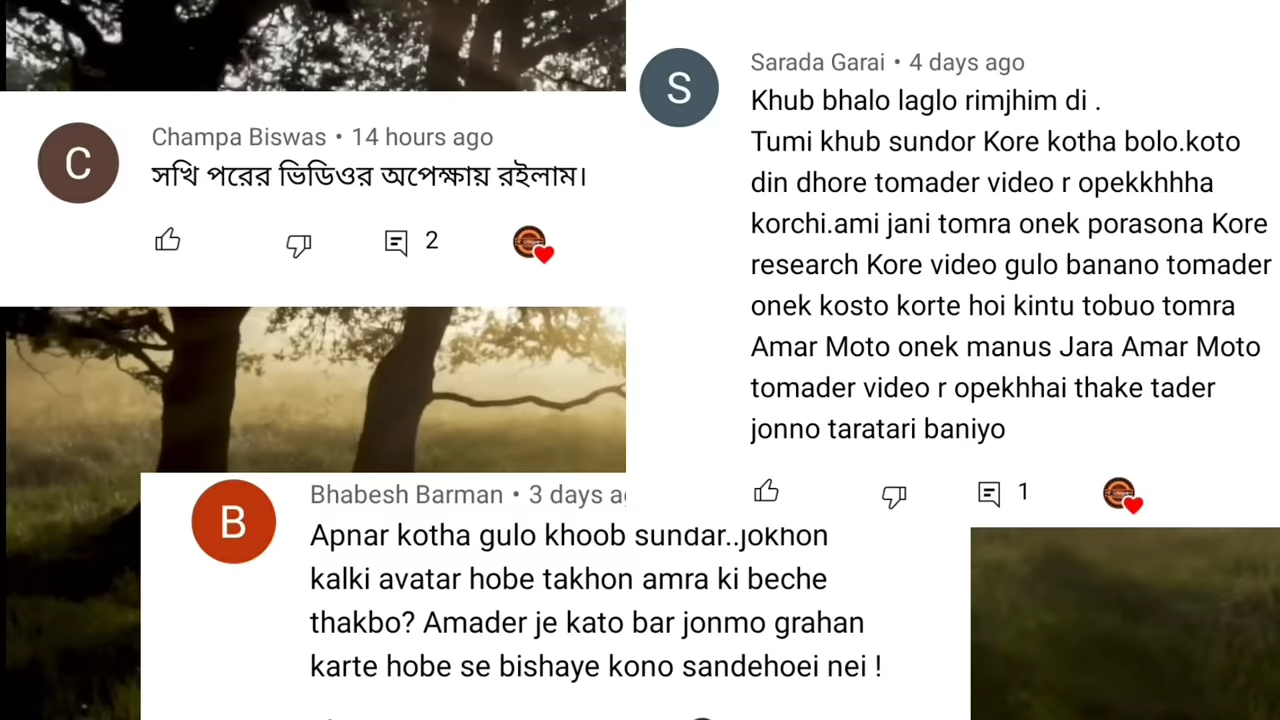 Champa Biswas • 14 hours ago
সখি পরের ভিডিওর অপেক্ষায় রইলাম।
2
Sarada Garai • 4 days ago
Khub bhalo laglo rimjhim di .
Tumi khub sundor Kore kotha bolo.koto
din dhore tomader video r opekkhhha
korchi.ami jani tomra onek porasona Kore
research Kore video gulo banano tomader
onek kosto korte hoi kintu tobuo tomra
Amar Moto onek manus Jara Amar Moto
tomader video r opekhhai thake tader
jonno taratari baniyo
1
Bhabesh Barman • 3 days
Apnar kotha gulo khoob sundar..jokhon
kalki avatar hobe takhon amra ki beche
thakbo? Amader je kato bar jonmo grahan
karte hobe se bishaye kono sandehoei nei !
C
S
B